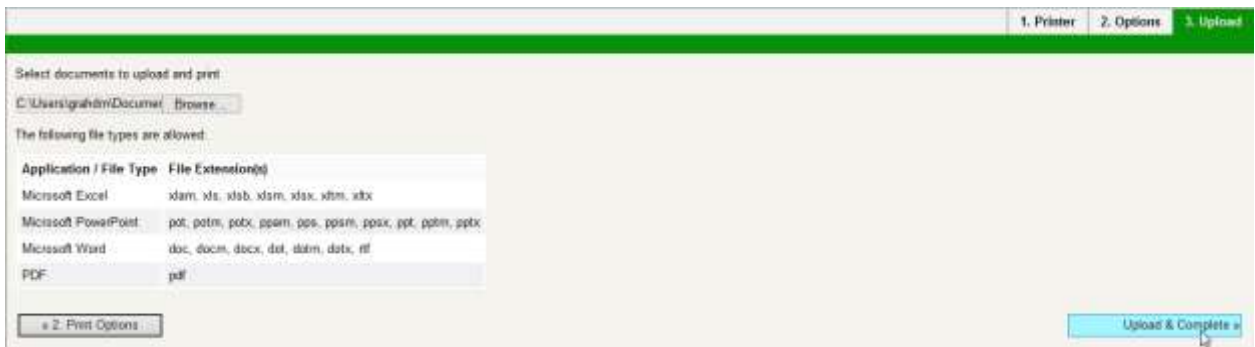 1. Printer 2. Options 3. Upload
Select documents to upload and print
C:\Users\grahdm\Documer Browse...
The following file types are allowed:
Application / File Type File Extension(s)
Microsoft Excel xlam, xls, xlsb, xlsm, xlsx, xltm, xltx
Microsoft PowerPoint pot, potm, potx, ppam, pps, ppsm, ppsx, ppt, pptm, pptx
Microsoft Word doc, docm, docx, dot, dotm, dotx, rtf
PDF pdf
« 2. Print Options Upload & Complete »